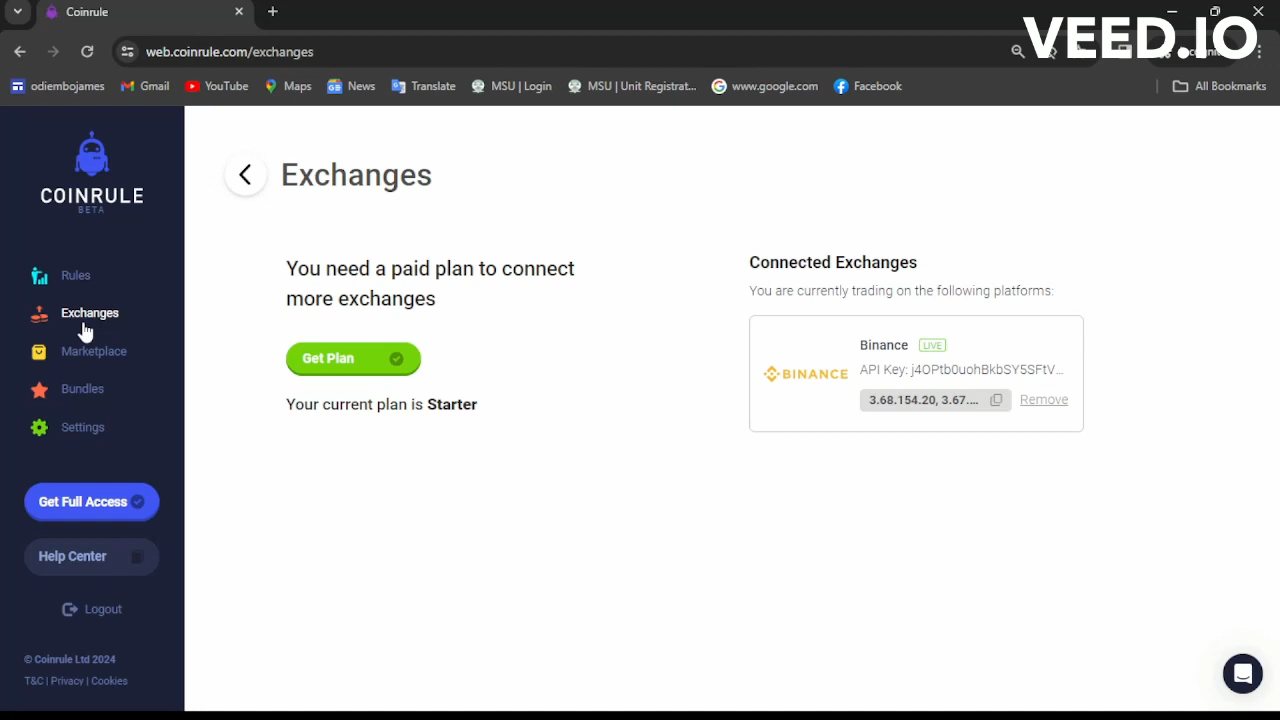 Coinrule
VEED.IO
web.coinrule.com/exchanges
odiembojames
Gmail
YouTube
Maps
News
Translate
MSU | Login
MSU | Unit Registrat...
www.google.com
Facebook
All Bookmarks
COINRULE
BETA
Rules
Exchanges
Marketplace
Bundles
Settings
Get Full Access
Help Center
Logout
© Coinrule Ltd 2024
T&C | Privacy | Cookies
Exchanges
You need a paid plan to connect
more exchanges
Get Plan
Your current plan is Starter
Connected Exchanges
You are currently trading on the following platforms:
BINANCE
Binance LIVE
API Key: j4OPtb0uohBkbSY5SFtV...
3.68.154.20, 3.67.... Remove